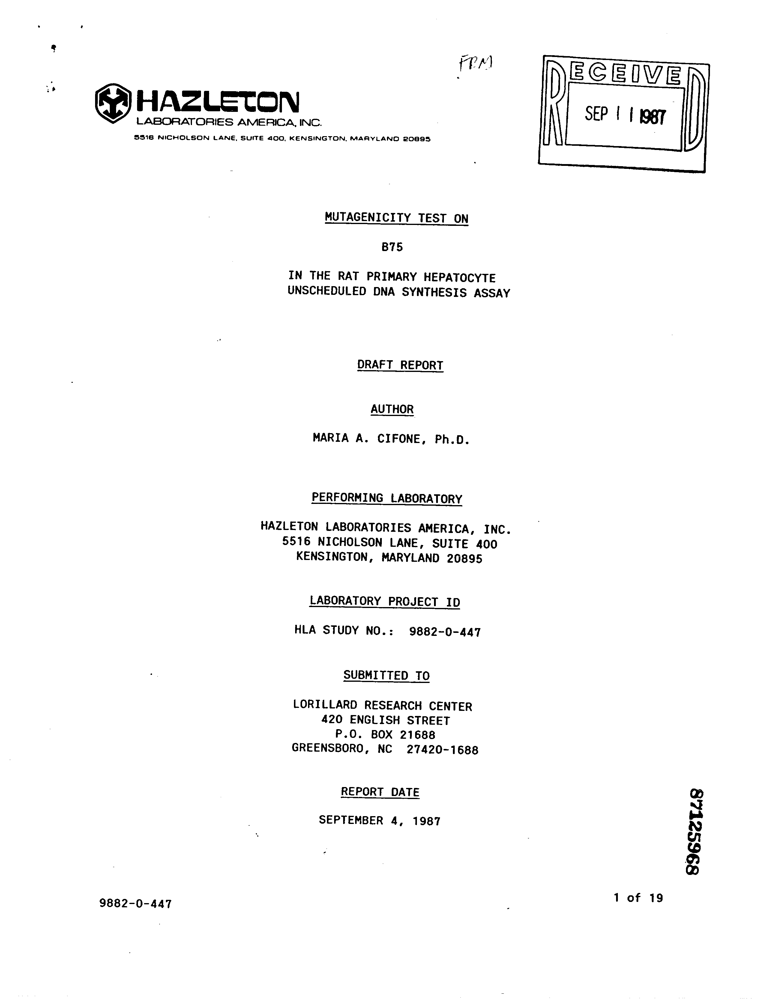 FRM
RECEIVED
SEP 11 1987
HAZLETON
LABORATORIES AMERICA, INC.
5516 NICHOLSON LANE, SUITE 400, KENSINGTON, MARYLAND 20895
MUTAGENICITY TEST ON
B75
IN THE RAT PRIMARY HEPATOCYTE
UNSCHEDULED DNA SYNTHESIS ASSAY
DRAFT REPORT
AUTHOR
MARIA A. CIFONE, Ph.D.
PERFORMING LABORATORY
HAZLETON LABORATORIES AMERICA, INC.
5516 NICHOLSON LANE, SUITE 400
KENSINGTON, MARYLAND 20895
LABORATORY PROJECT ID
HLA STUDY NO.: 9882-0-447
SUBMITTED TO
LORILLARD RESEARCH CENTER
420 ENGLISH STREET
P.O. BOX 21688
GREENSBORO, NC 27420-1688
REPORT DATE
SEPTEMBER 4, 1987
87125968
9882-0-447
1 of 19